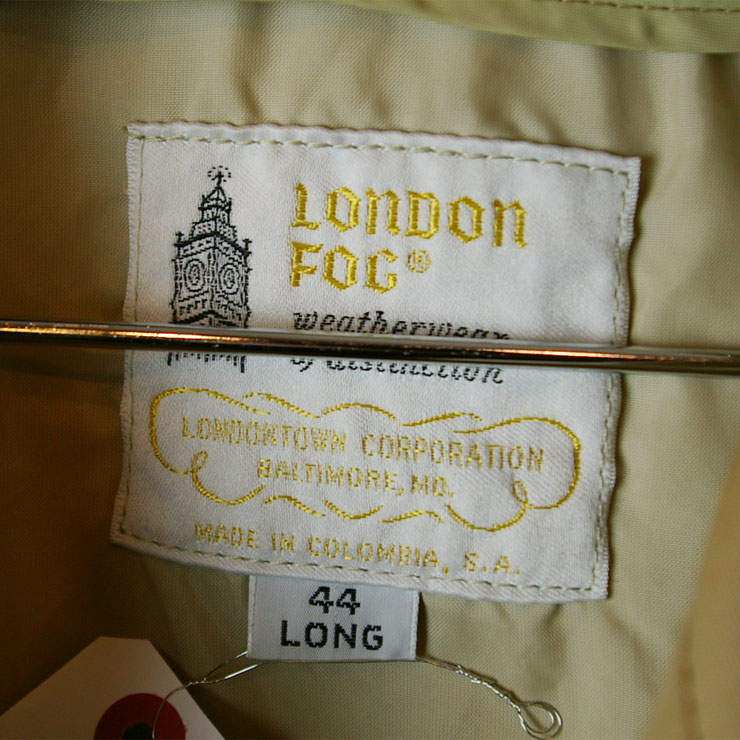 LONDON
FOG®
weatherwear
of distinction
LONDONTOWN CORPORATION
BALTIMORE, MD.
MADE IN COLOMBIA, S.A.
44
LONG